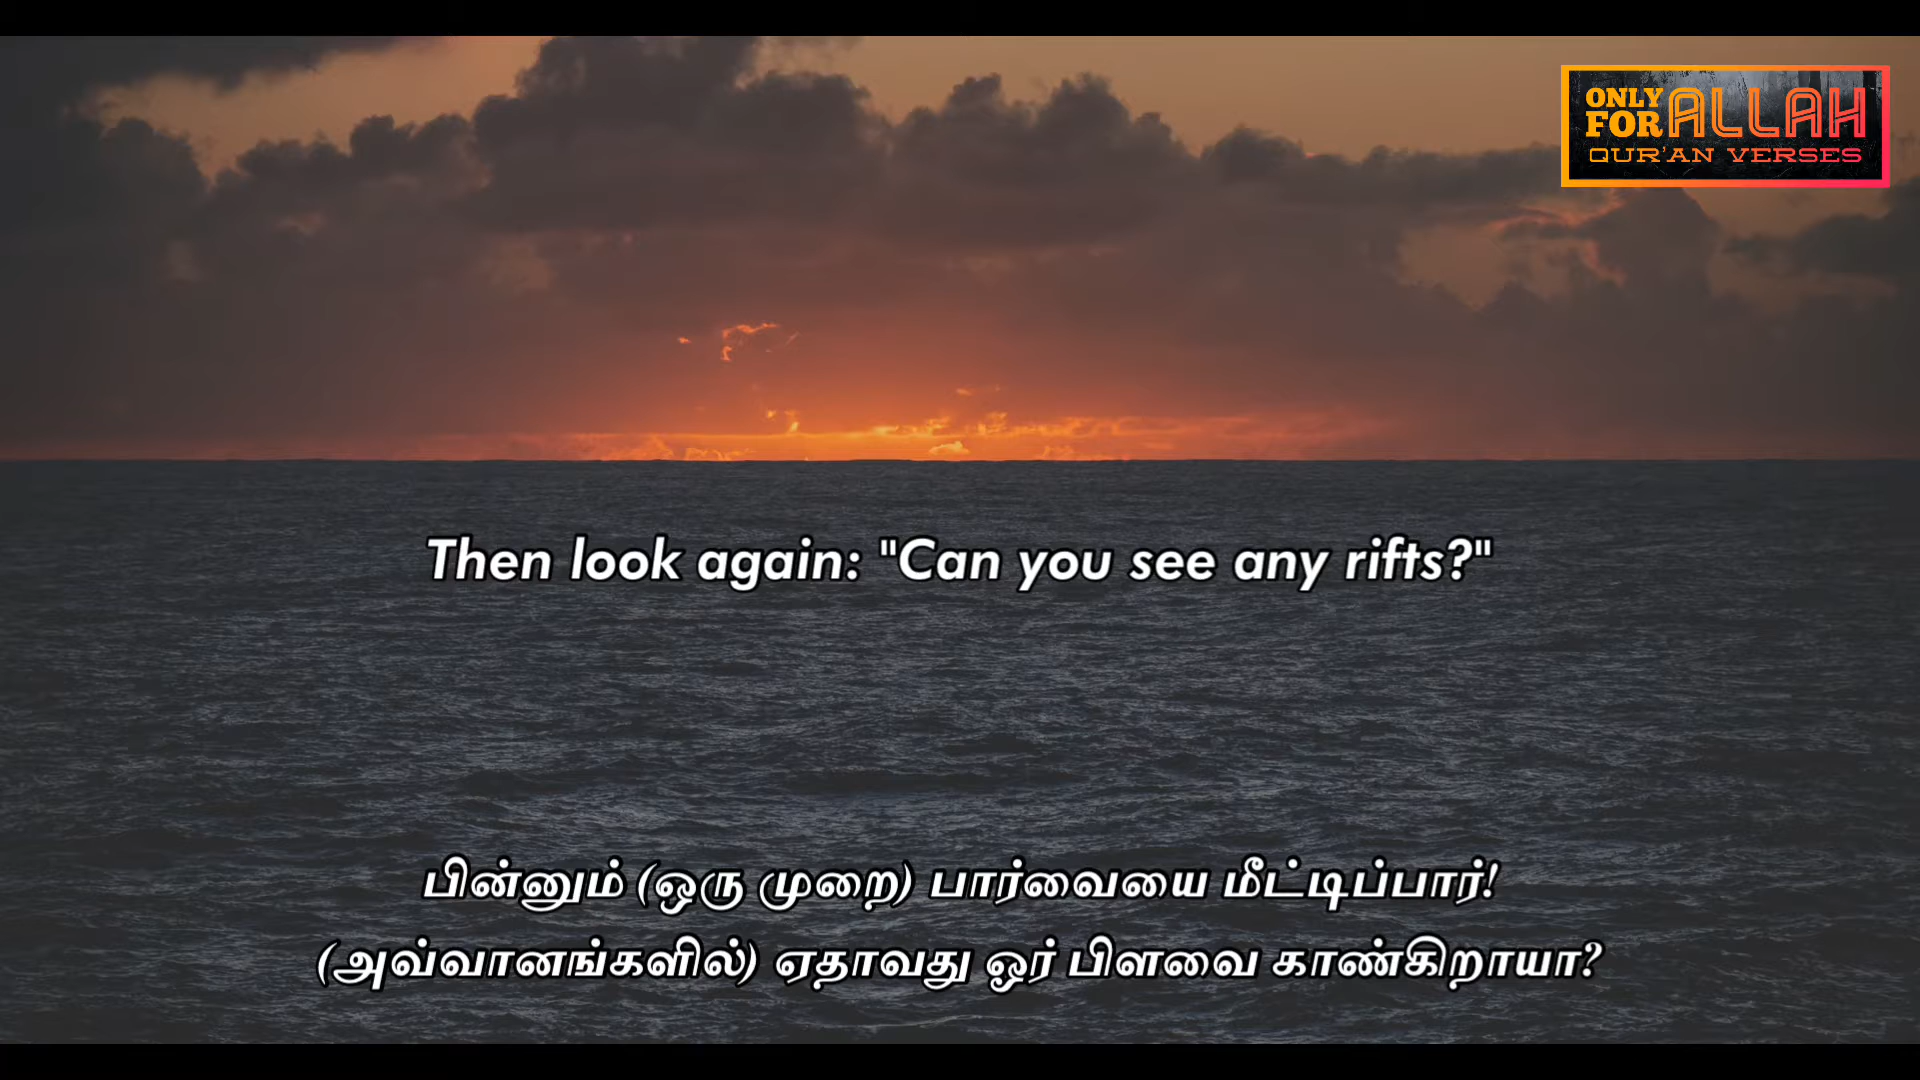 ONLY FOR ALLAH
QUR'AN VERSES
Then look again: "Can you see any rifts?"
பின்னும் (ஒரு முறை) பார்வையை மீட்டிப்பார்!
(அவ்வானங்களில்) ஏதாவது ஓர் பிளவை காண்கிறாயா?